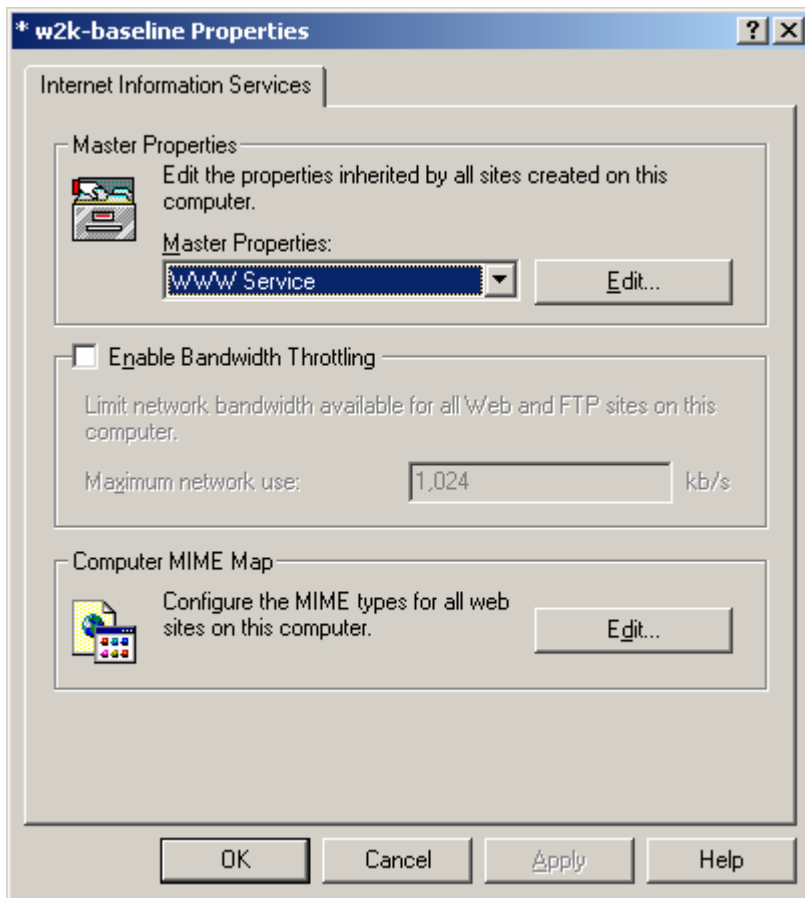 * w2k-baseline Properties
Internet Information Services
Master Properties
Edit the properties inherited by all sites created on this
computer.
Master Properties:
WWW Service
Edit...
Enable Bandwidth Throttling
Limit network bandwidth available for all Web and FTP sites on this
computer.
Maximum network use:
1,024
kb/s
Computer MIME Map
Configure the MIME types for all web
sites on this computer.
Edit...
OK
Cancel
Apply
Help